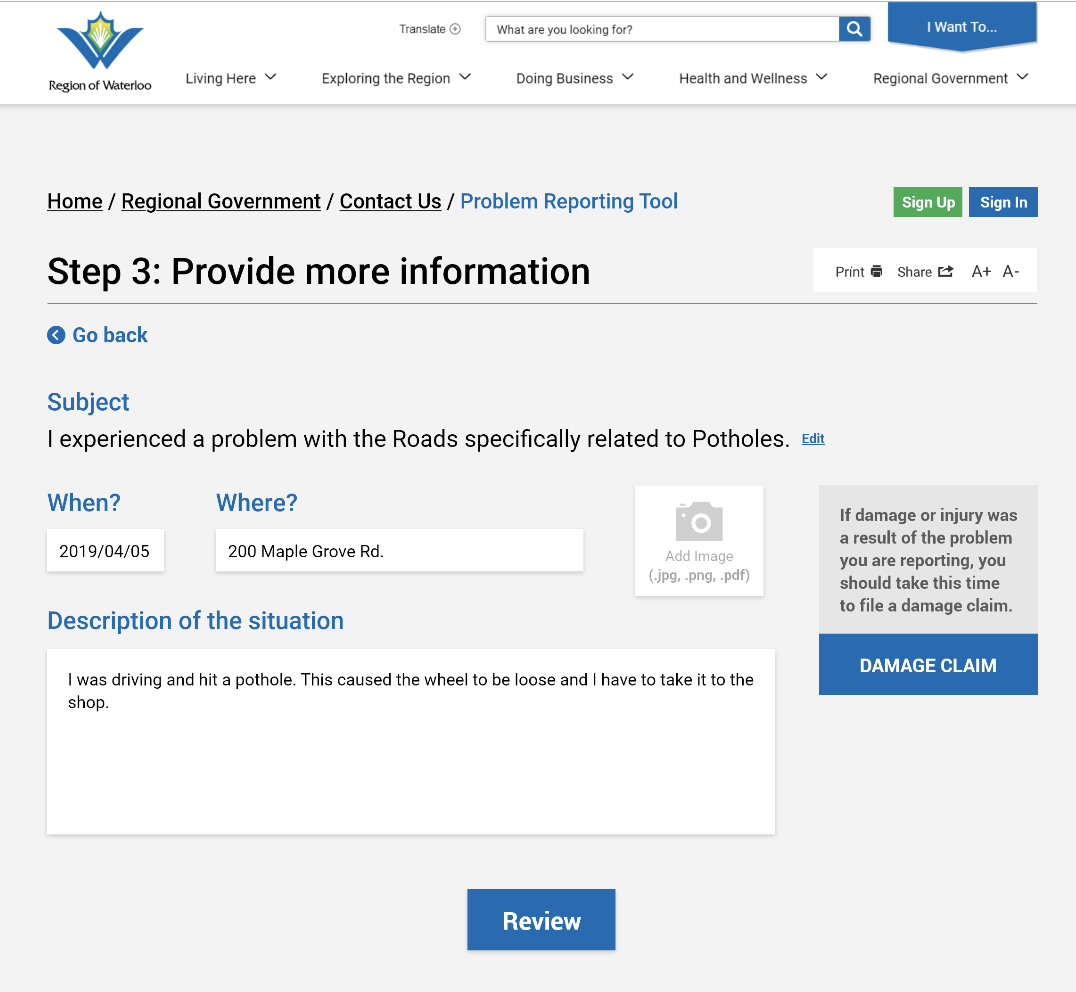 Translate
What are you looking for?
I Want To...
Region of Waterloo
Living Here
Exploring the Region
Doing Business
Health and Wellness
Regional Government
Home / Regional Government / Contact Us / Problem Reporting Tool
Sign Up
Sign In
Step 3: Provide more information
Print
Share
A+ A-
Go back
Subject
I experienced a problem with the Roads specifically related to Potholes. Edit
When?
Where?
2019/04/05
200 Maple Grove Rd.
Add Image
(.jpg, .png, .pdf)
If damage or injury was
a result of the problem
you are reporting, you
should take this time
to file a damage claim.
DAMAGE CLAIM
Description of the situation
I was driving and hit a pothole. This caused the wheel to be loose and I have to take it to the
shop.
Review